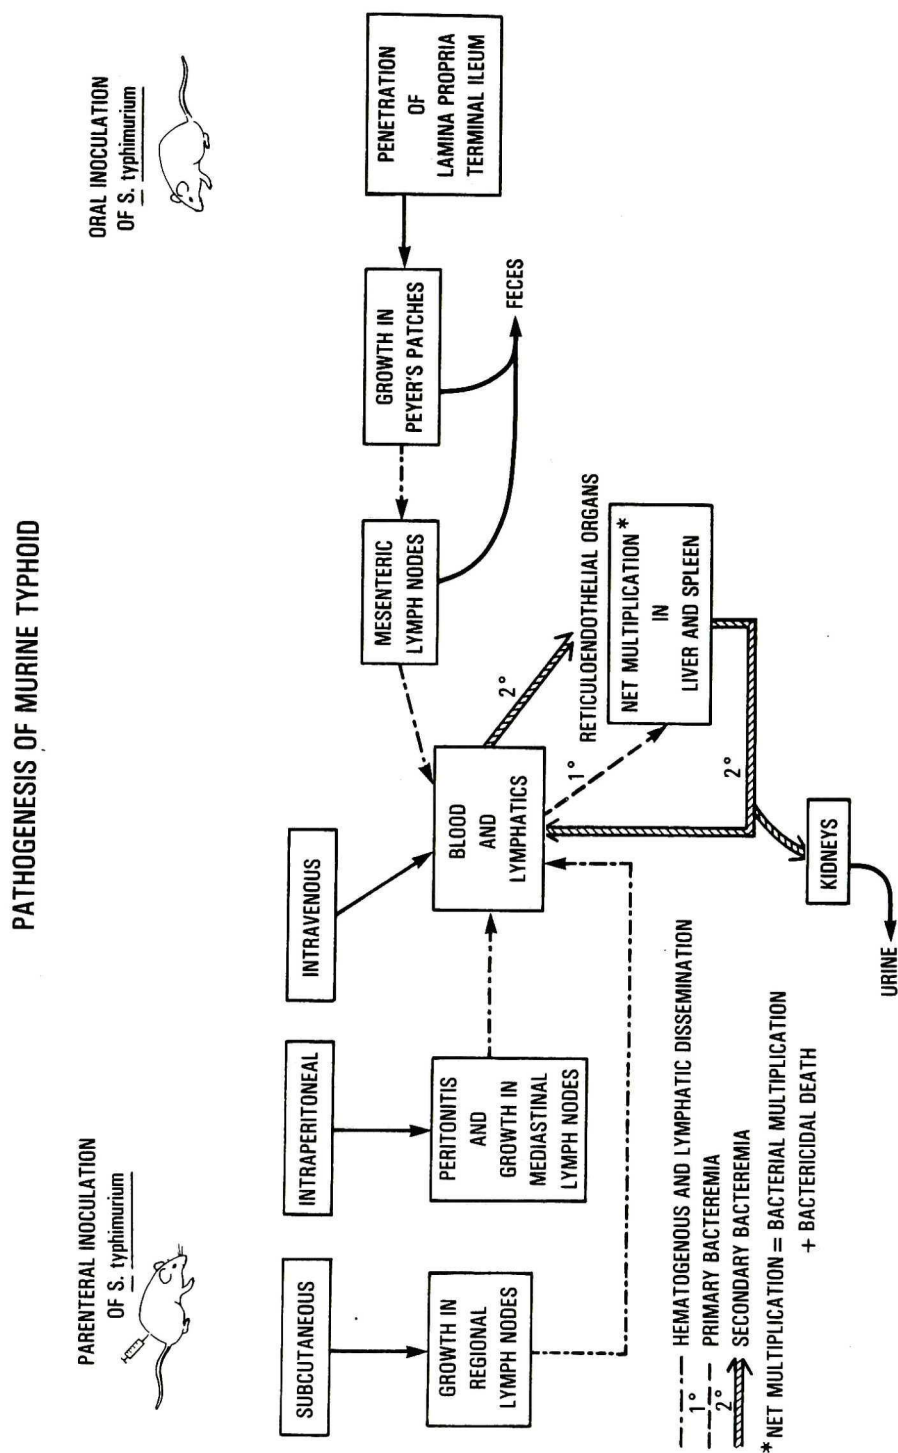 PATHOGENESIS OF MURINE TYPHOID
PARENTERAL INOCULATION
OF S. typhimurium
ORAL INOCULATION
OF S. typhimurium
SUBCUTANEOUS
INTRAPERITONEAL
INTRAVENOUS
GROWTH IN
REGIONAL
LYMPH NODES
PERITONITIS
AND
GROWTH IN
MEDIASTINAL
LYMPH NODES
BLOOD
AND
LYMPHATICS
MESENTERIC
LYMPH NODES
GROWTH IN
PEYER'S PATCHES
PENETRATION
OF
LAMINA PROPRIA
TERMINAL ILEUM
FECES
2°
1°
RETICULOENDOTHELIAL ORGANS
NET MULTIPLICATION*
IN
LIVER AND SPLEEN
2°
KIDNEYS
URINE
HEMATOGENOUS AND LYMPHATIC DISSEMINATION
1° PRIMARY BACTEREMIA
2° SECONDARY BACTEREMIA
* NET MULTIPLICATION = BACTERIAL MULTIPLICATION
+ BACTERICIDAL DEATH